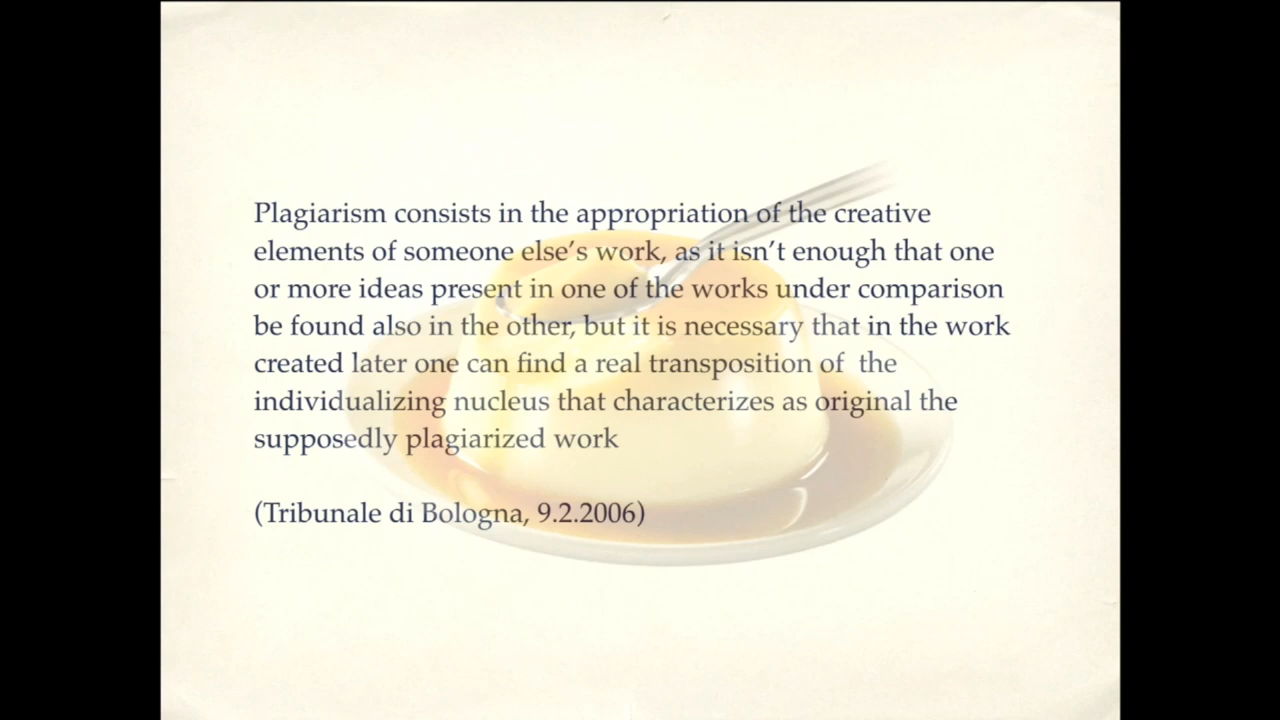 Plagiarism consists in the appropriation of the creative
elements of someone else's work, as it isn't enough that one
or more ideas present in one of the works under comparison
be found also in the other, but it is necessary that in the work
created later one can find a real transposition of  the
individualizing nucleus that characterizes as original the
supposedly plagiarized work
(Tribunale di Bologna, 9.2.2006)